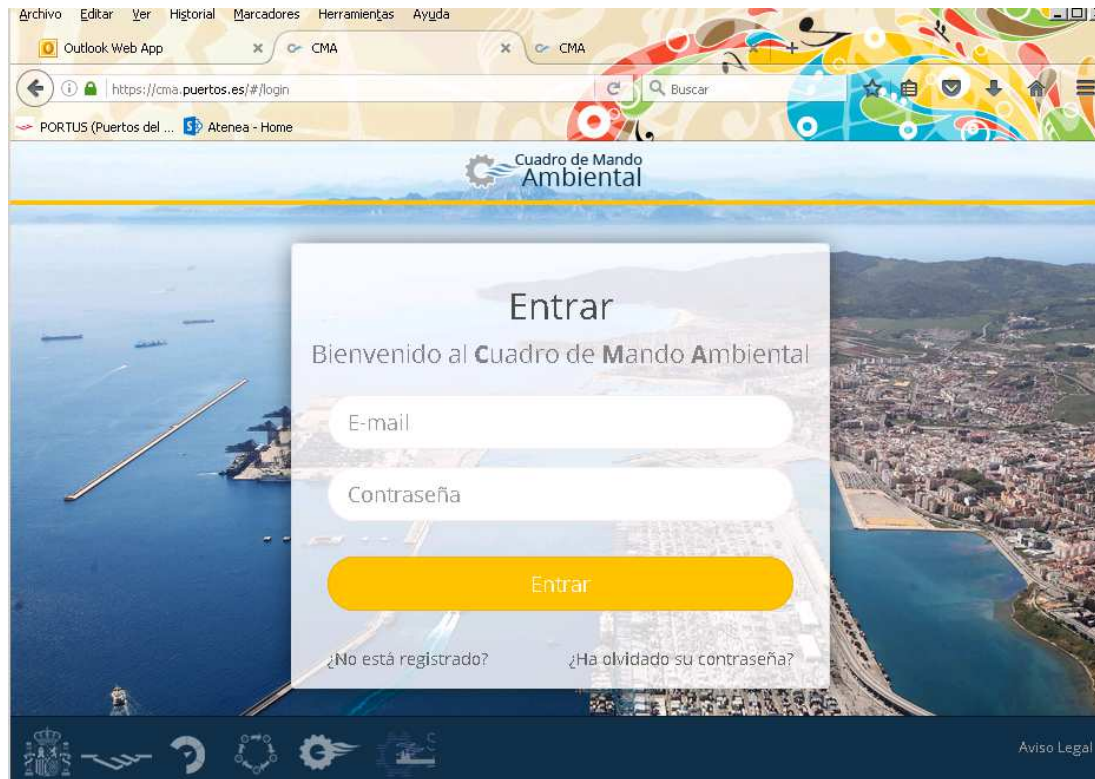 Archivo Editar Ver Historial Marcadores Herramientas Ayuda
Outlook Web App CMA CMA
https://cma.puertos.es/#/login Buscar
PORTUS (Puertos del ... Atenea - Home
Cuadro de Mando
Ambiental
Entrar
Bienvenido al Cuadro de Mando Ambiental
E-mail
Contraseña
Entrar
¿No está registrado? ¿Ha olvidado su contraseña?
Aviso Legal